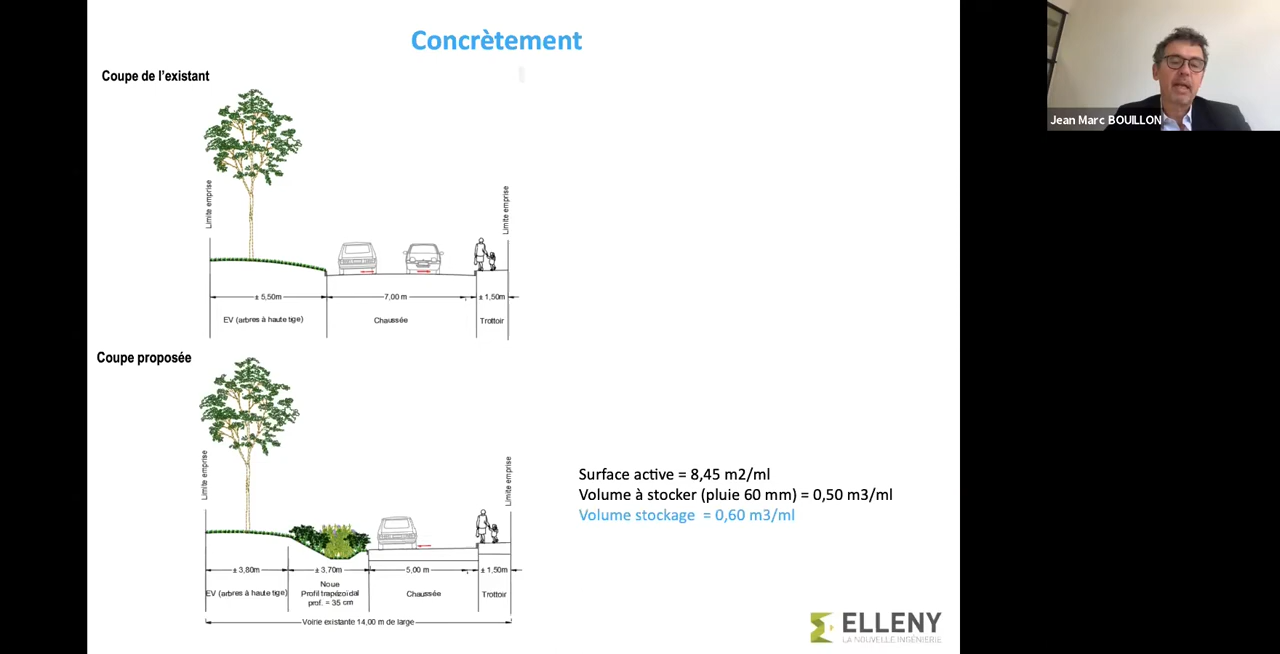 Concrètement
Coupe de l'existant
Jean Marc BOUILLON
Limite emprise
Limite emprise
± 5,50m
7,00 m
± 1,50m
EV (arbres à haute tige)
Chaussée
Trottoir
Coupe proposée
Limite emprise
Limite emprise
Surface active = 8,45 m2/ml
Volume à stocker (pluie 60 mm) = 0,50 m3/ml
Volume stockage = 0,60 m3/ml
± 3,80m
± 3.70m
5,00 m
± 1,50m
EV (arbres à haute tige)
Noue
Profil trapézoïdal
prof. = 35 cm
Chaussée
Trottoir
Voirie existante 14,00 m de large
ELLENY
LA NOUVELLE INGÉNIERIE